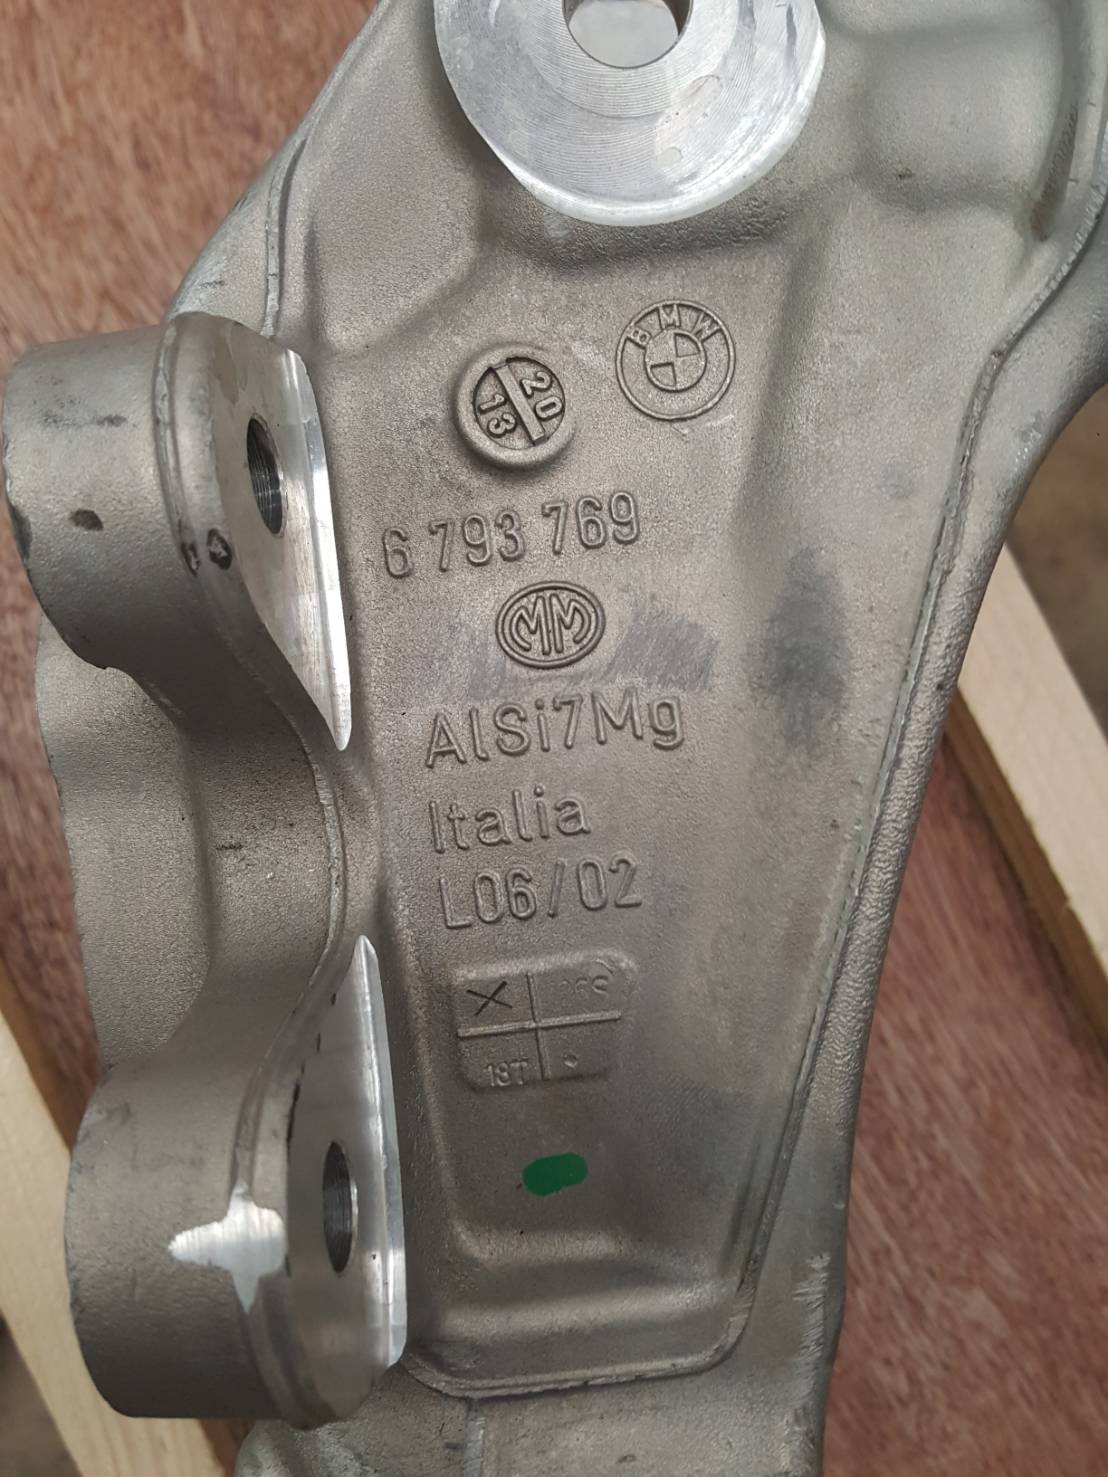 BMW
20
13
6 793 769
MM
AlSi7Mg
Italia
L06/02
X
18T